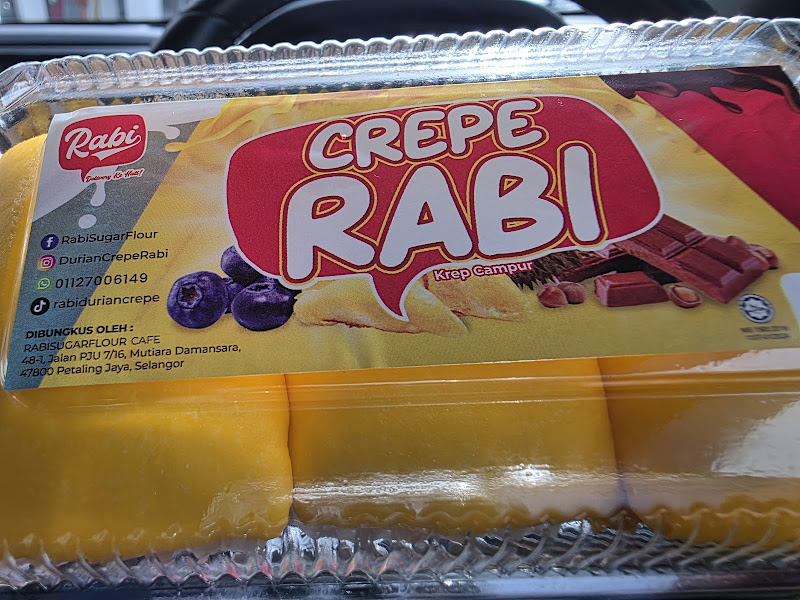 Rabi
Delivery Ke Hati!
CREPE
RABI
Krep Campur
RabiSugarFlour
DurianCrepeRabi
01127006149
rabiduriancrepe
DIBUNGKUS OLEH :
RABISUGARFLOUR CAFE
48-1, Jalan PJU 7/16, Mutiara Damansara,
47800 Petaling Jaya, Selangor